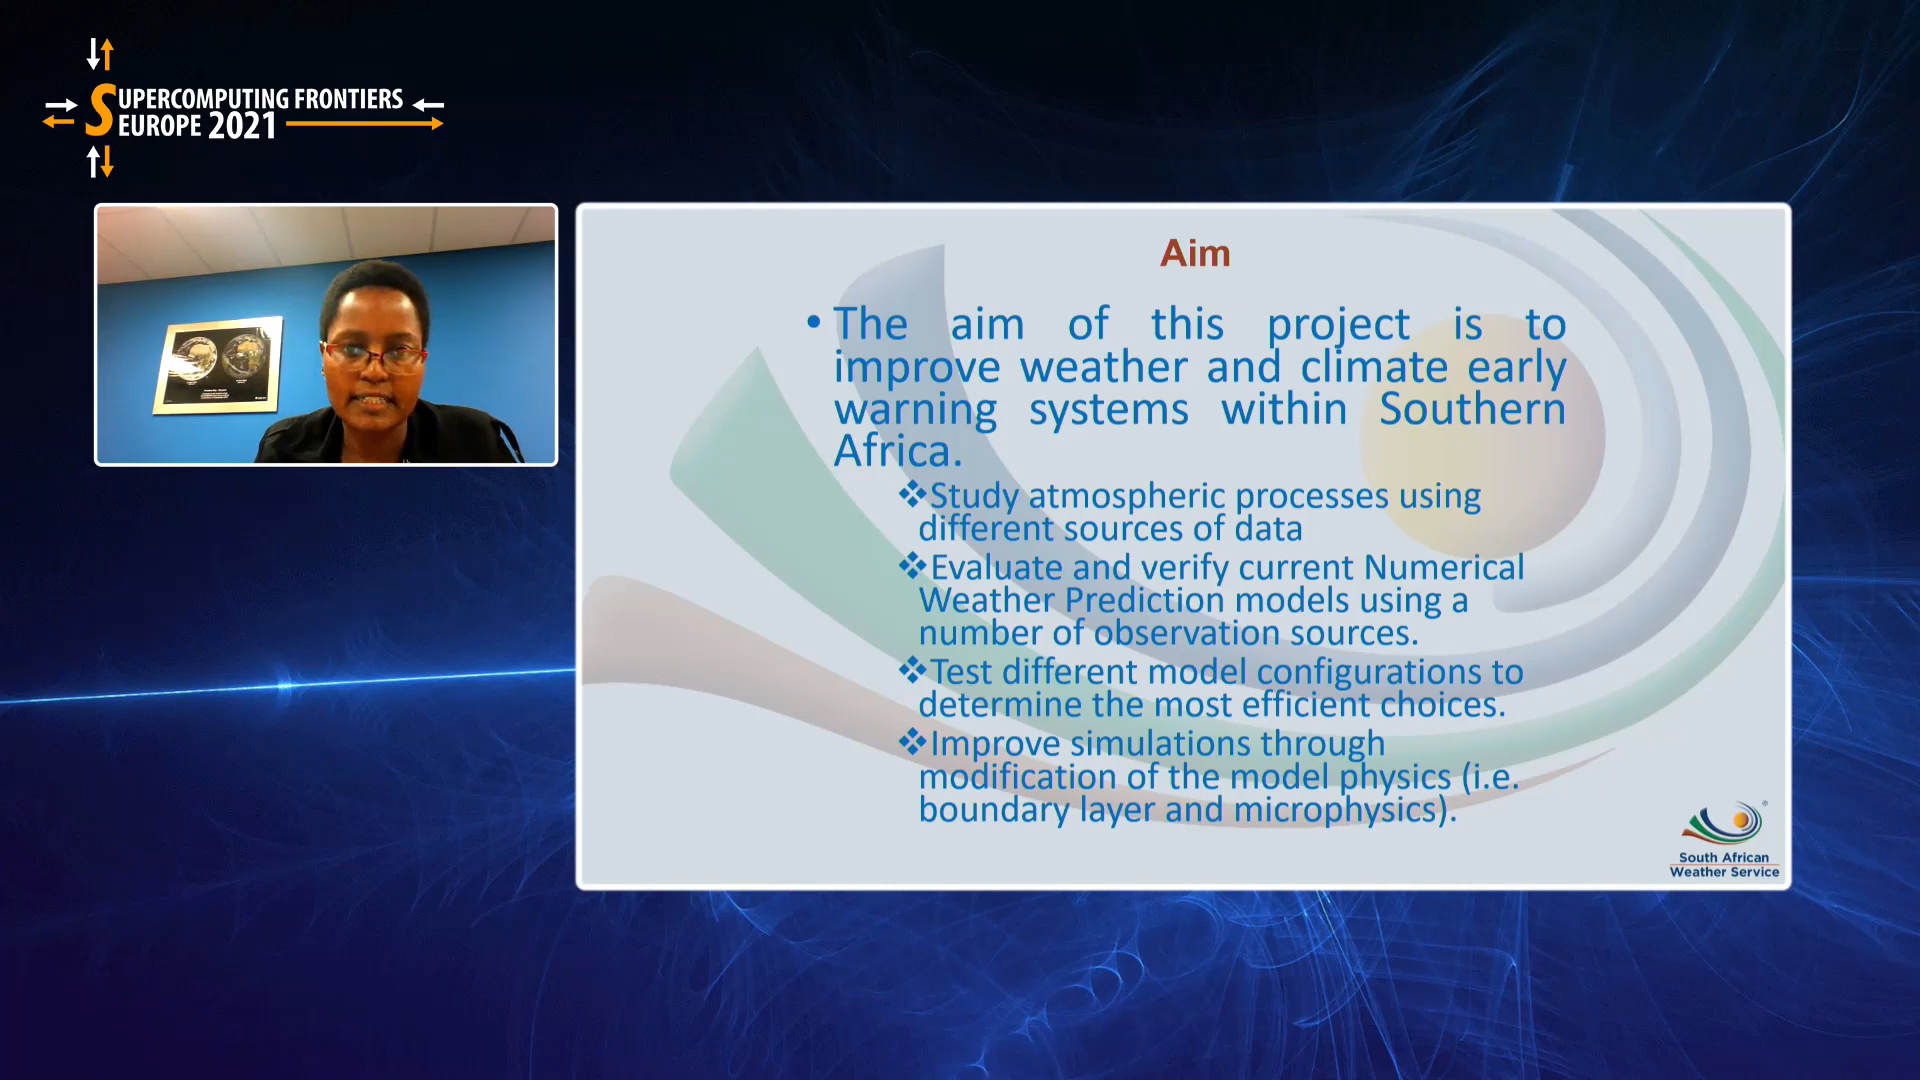 SUPERCOMPUTING FRONTIERS
EUROPE 2021
Aim
• The aim of this project is to
improve weather and climate early
warning systems within Southern
Africa.
❖Study atmospheric processes using
different sources of data
❖Evaluate and verify current Numerical
Weather Prediction models using a
number of observation sources.
❖Test different model configurations to
determine the most efficient choices.
❖Improve simulations through
modification of the model physics (i.e.
boundary layer and microphysics).
®
South African
Weather Service